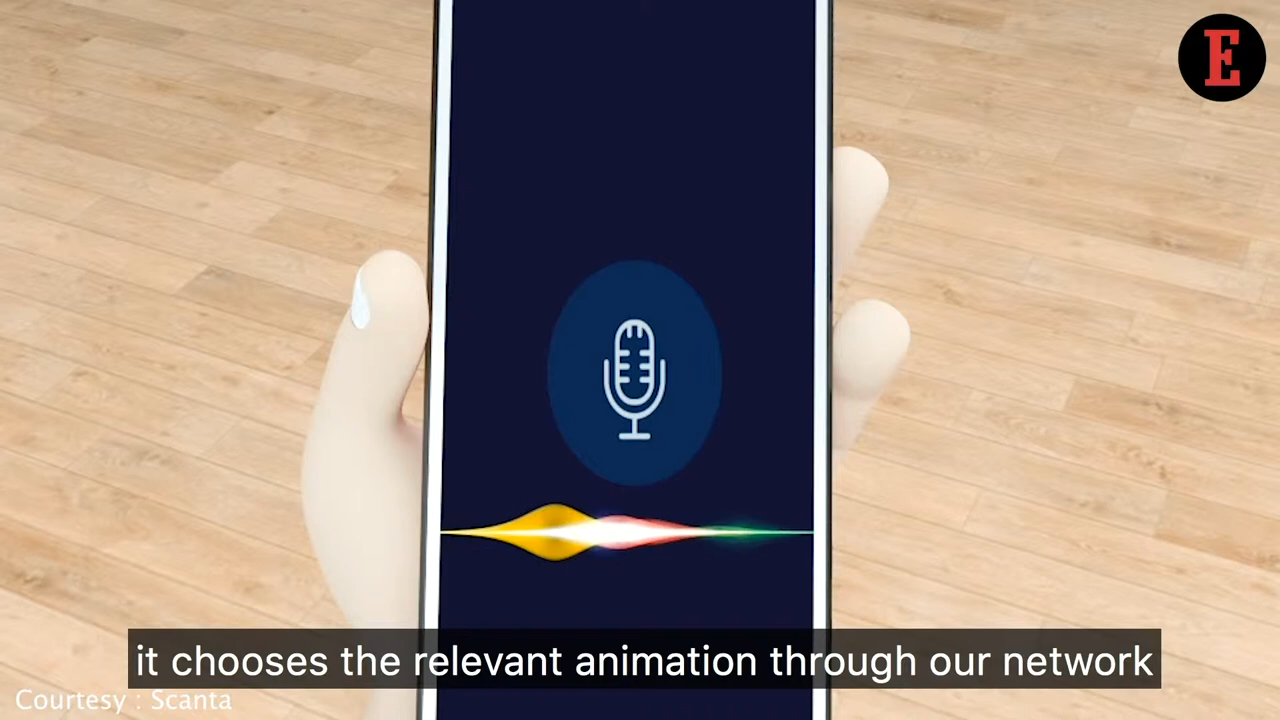 E
it chooses the relevant animation through our network
Courtesy : Scanta